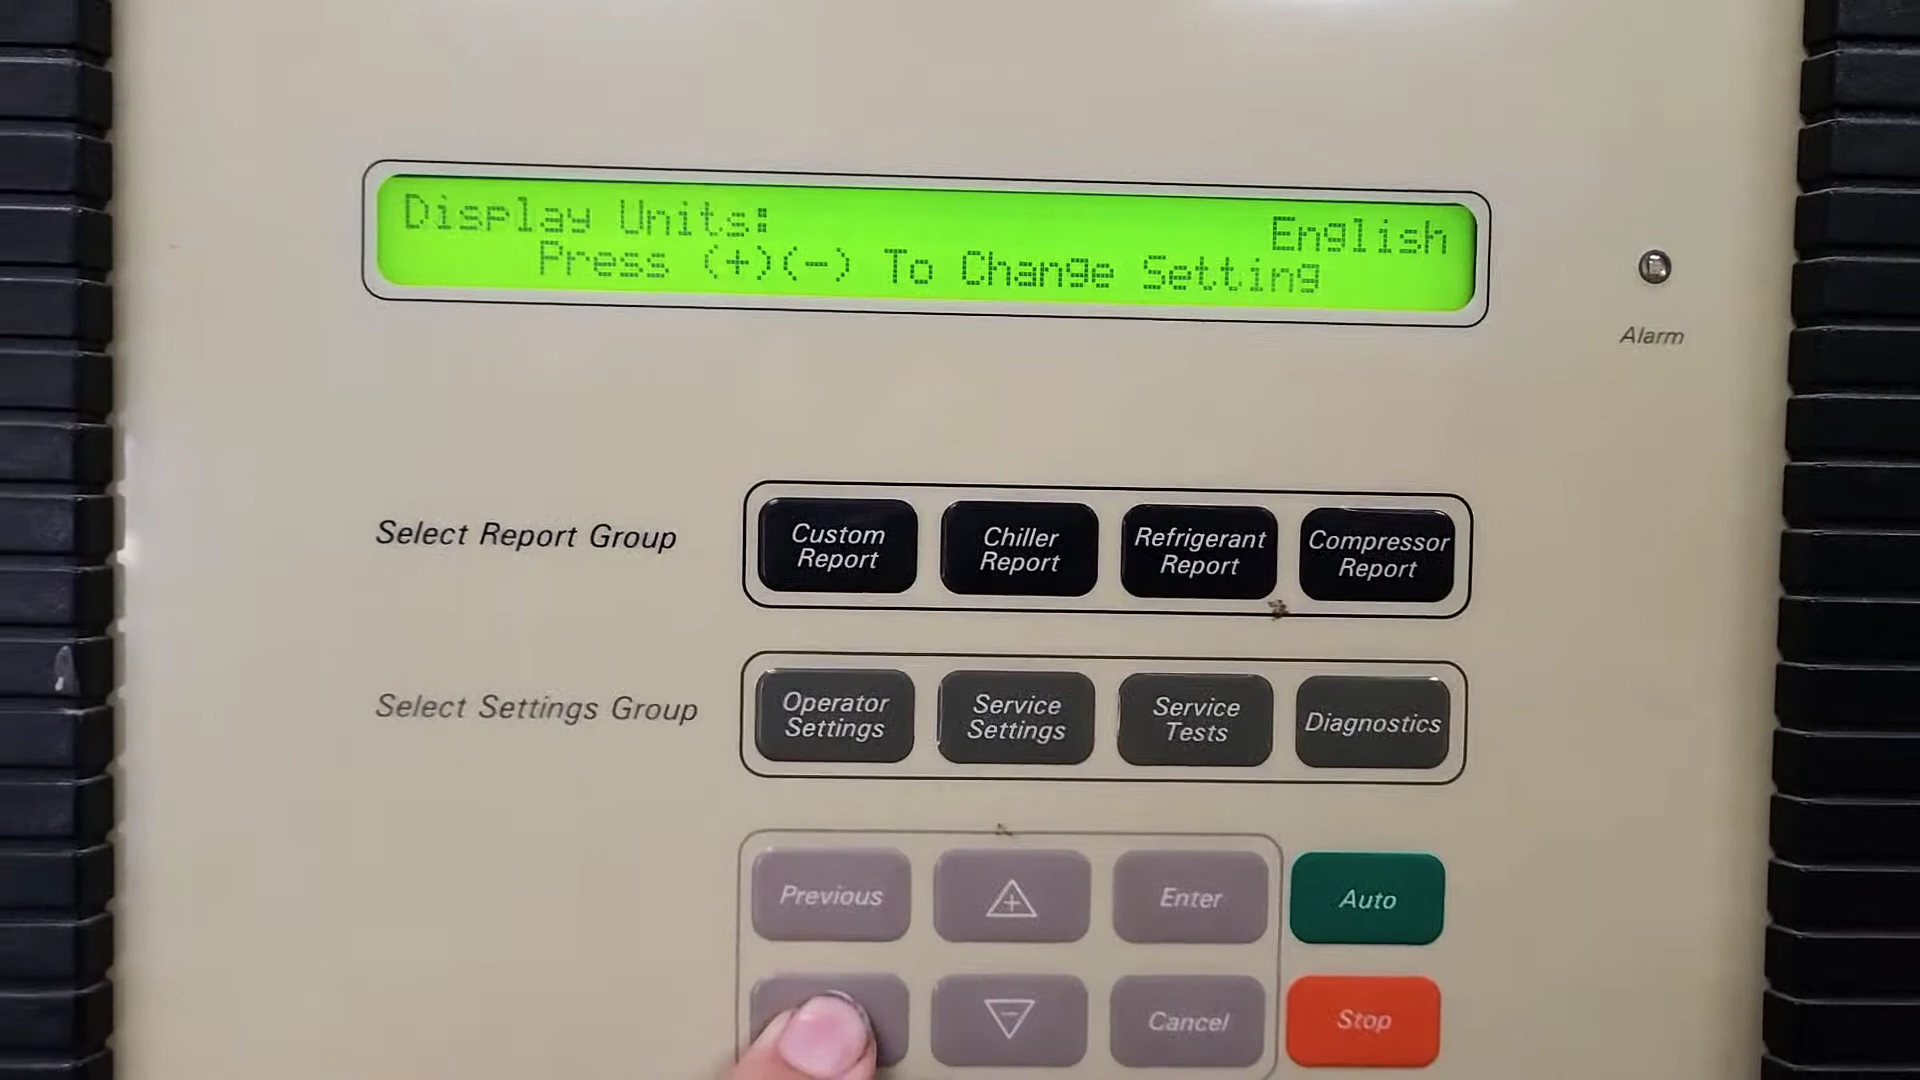 Display Units: English
Press (+)(-) To Change Setting
Alarm
Select Report Group
Custom Report
Chiller Report
Refrigerant Report
Compressor Report
Select Settings Group
Operator Settings
Service Settings
Service Tests
Diagnostics
Previous
+
Enter
Auto
-
Cancel
Stop